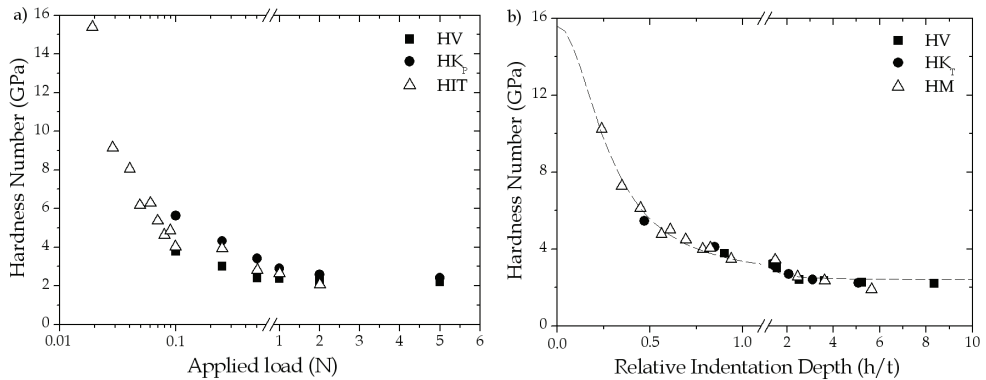 a)
16
14
12
10
8
6
4
2
0
Hardness Number (GPa)
HV
HK_P
HIT
0.01 0.1 1 2 3 4 5 6
Applied load (N)
b)
16
12
8
4
0
Hardness Number (GPa)
HV
HK_T
HM
0.0 0.5 1.0 2 4 6 8 10
Relative Indentation Depth (h/t)